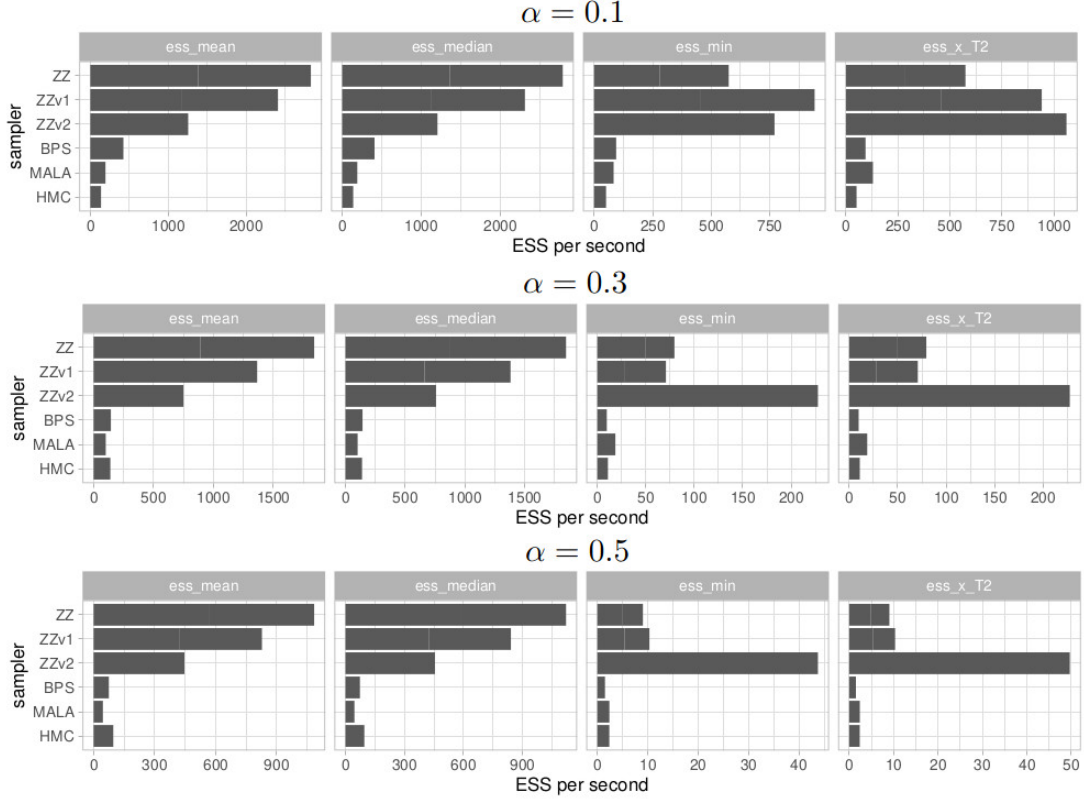 α = 0.1
ess_mean ess_median ess_min ess_x_T2
sampler
ZZ
ZZv1
ZZv2
BPS
MALA
HMC
0 1000 2000 0 1000 2000 0 250 500 750 0 250 500 750 1000
ESS per second
α = 0.3
ess_mean ess_median ess_min ess_x_T2
sampler
ZZ
ZZv1
ZZv2
BPS
MALA
HMC
0 500 1000 1500 0 500 1000 1500 0 50 100 150 200 0 50 100 150 200
ESS per second
α = 0.5
ess_mean ess_median ess_min ess_x_T2
sampler
ZZ
ZZv1
ZZv2
BPS
MALA
HMC
0 300 600 900 0 300 600 900 0 10 20 30 40 0 10 20 30 40 50
ESS per second